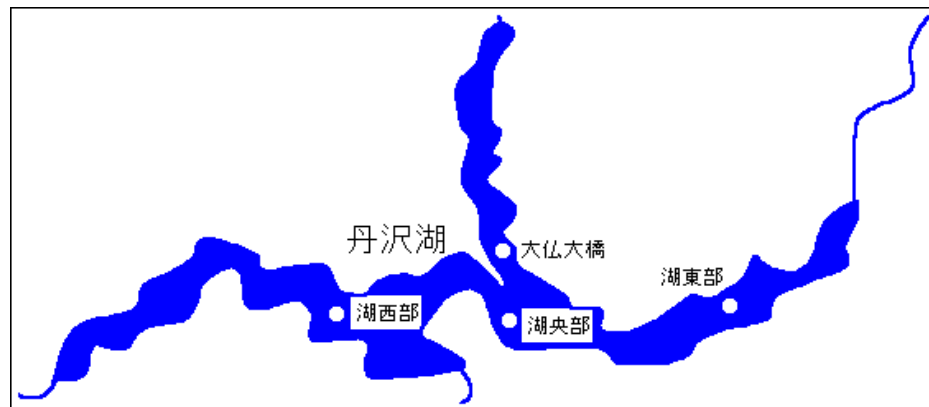 丹沢湖
大仏大橋
湖東部
湖西部
湖央部